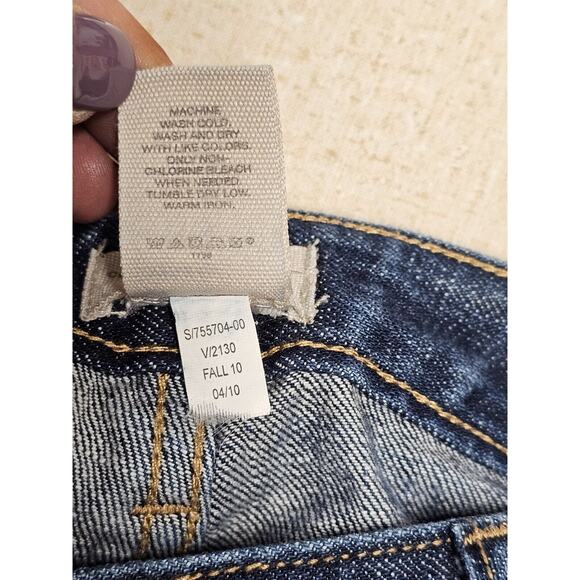 MACHINE
WASH COLD.
WASH AND DRY
WITH LIKE COLORS.
ONLY NON-
CHLORINE BLEACH
WHEN NEEDED.
TUMBLE DRY LOW.
WARM IRON.
S/755704-00
V/2130
FALL 10
04/10